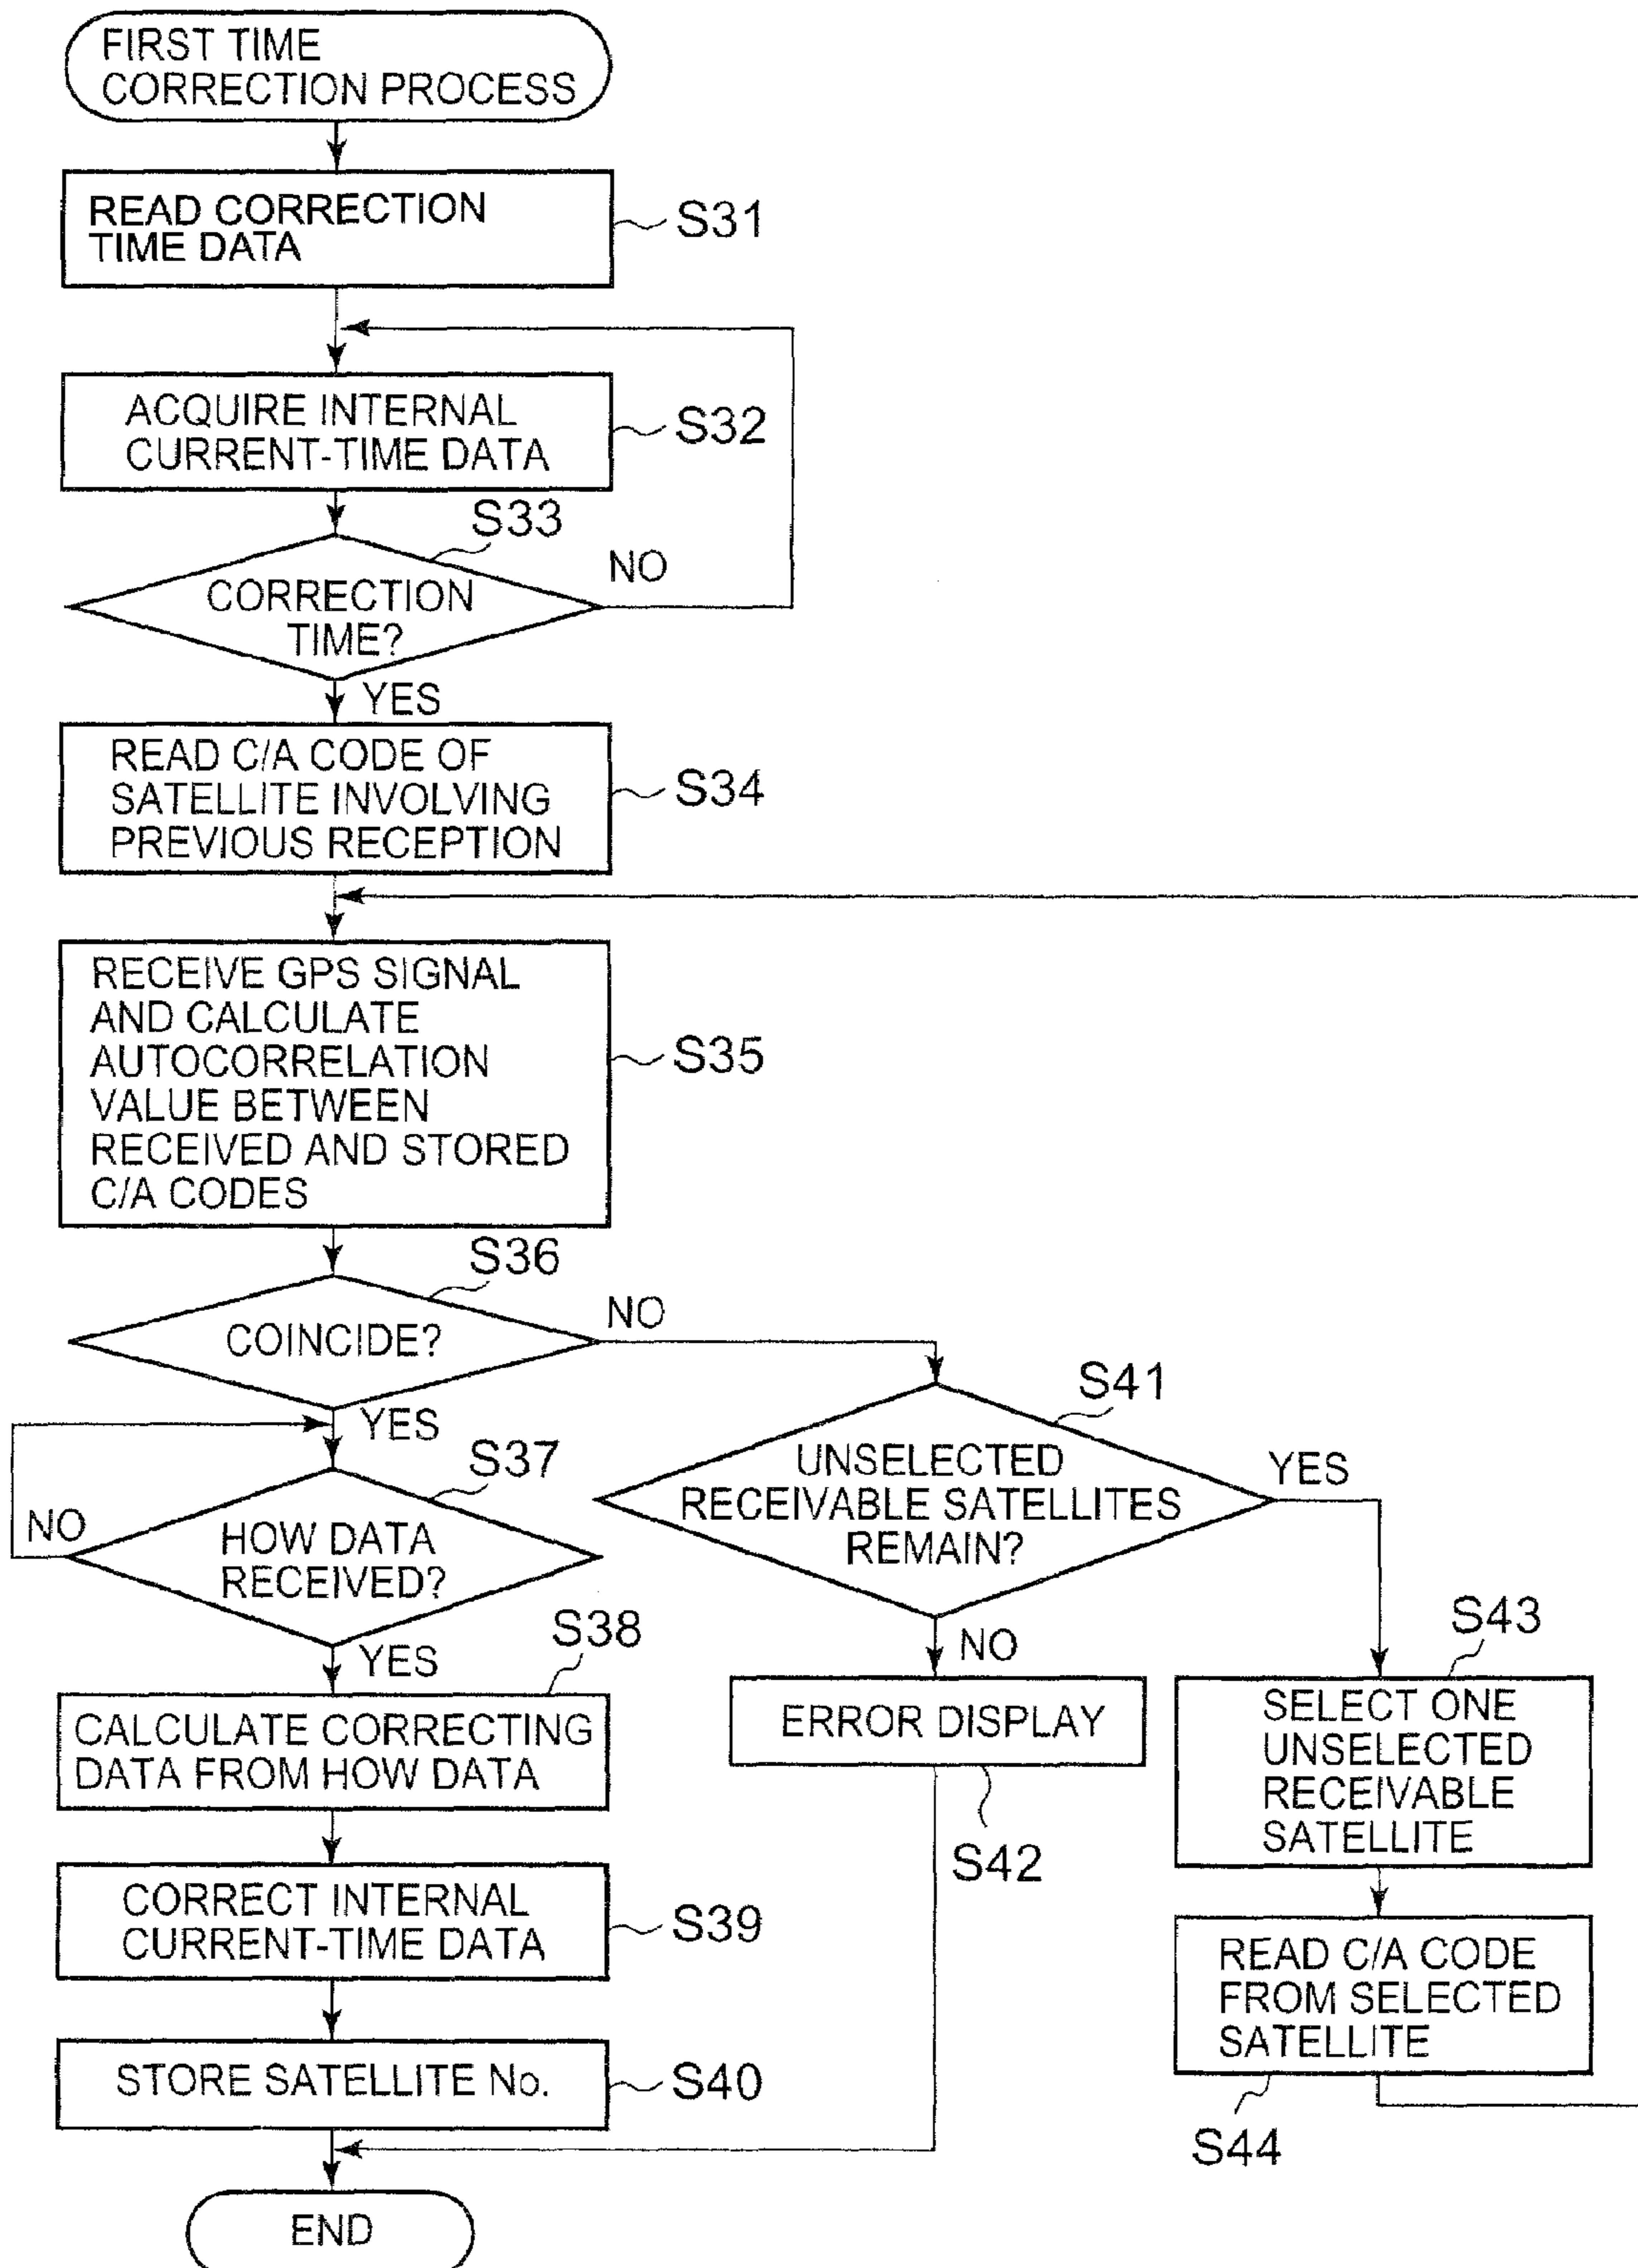 FIRST TIME
CORRECTION PROCESS
READ CORRECTION
TIME DATA
S31
ACQUIRE INTERNAL
CURRENT-TIME DATA
S32
S33
CORRECTION
TIME?
NO
YES
READ C/A CODE OF
SATELLITE INVOLVING
PREVIOUS RECEPTION
S34
RECEIVE GPS SIGNAL
AND CALCULATE
AUTOCORRELATION
VALUE BETWEEN
RECEIVED AND STORED
C/A CODES
S35
S36
COINCIDE?
NO
YES
S37
HOW DATA
RECEIVED?
NO
YES
S38
CALCULATE CORRECTING
DATA FROM HOW DATA
CORRECT INTERNAL
CURRENT-TIME DATA
S39
STORE SATELLITE No.
S40
END
S41
UNSELECTED
RECEIVABLE SATELLITES
REMAIN?
YES
NO
ERROR DISPLAY
S42
S43
SELECT ONE
UNSELECTED
RECEIVABLE
SATELLITE
READ C/A CODE
FROM SELECTED
SATELLITE
S44